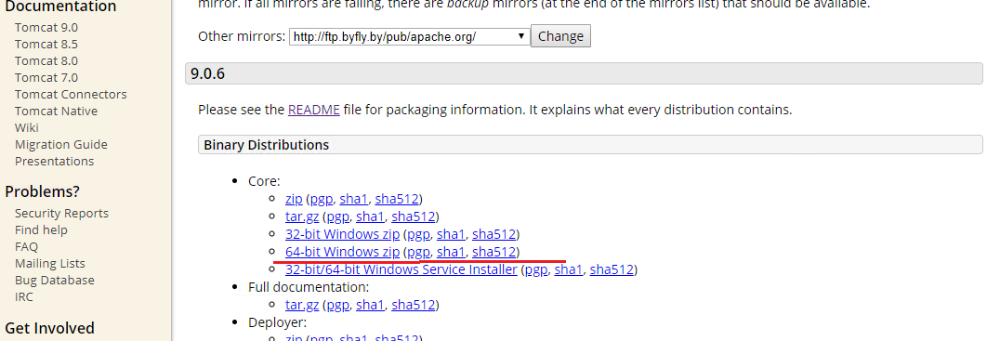 Documentation
Tomcat 9.0
Tomcat 8.5
Tomcat 8.0
Tomcat 7.0
Tomcat Connectors
Tomcat Native
Wiki
Migration Guide
Presentations
Problems?
Security Reports
Find help
FAQ
Mailing Lists
Bug Database
IRC
Get Involved
mirror. If all mirrors are failing, there are backup mirrors (at the end of the mirrors list) that should be available.
Other mirrors: http://ftp.byfly.by/pub/apache.org/ Change
9.0.6
Please see the README file for packaging information. It explains what every distribution contains.
Binary Distributions
Core:
zip (pgp, sha1, sha512)
tar.gz (pgp, sha1, sha512)
32-bit Windows zip (pgp, sha1, sha512)
64-bit Windows zip (pgp, sha1, sha512)
32-bit/64-bit Windows Service Installer (pgp, sha1, sha512)
Full documentation:
tar.gz (pgp, sha1, sha512)
Deployer:
zip (pgp, sha1, sha512)